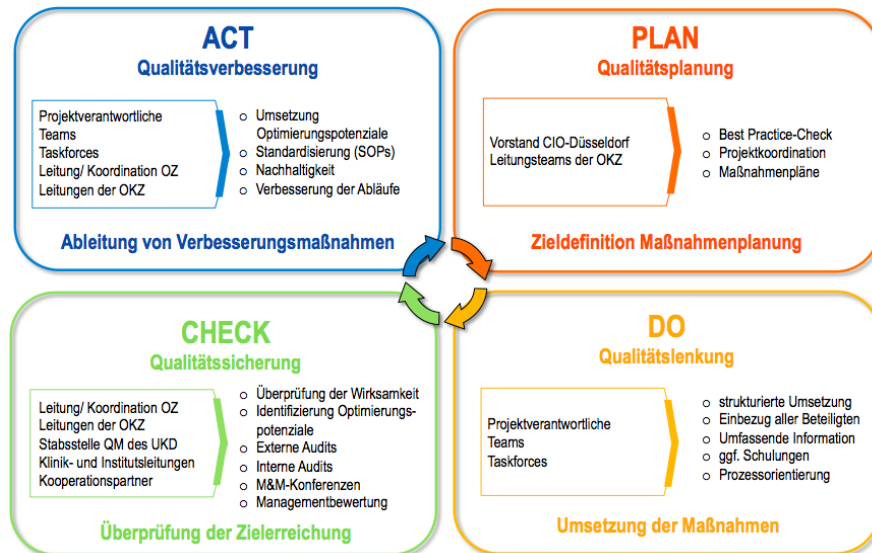 ACT
Qualitätsverbesserung
Projektverantwortliche
Teams
Taskforces
Leitung/ Koordination OZ
Leitungen der OKZ
o Umsetzung
Optimierungspotenziale
o Standardisierung (SOPs)
o Nachhaltigkeit
o Verbesserung der Abläufe
Ableitung von Verbesserungsmaßnahmen
PLAN
Qualitätsplanung
Vorstand CIO-Düsseldorf
Leitungsteams der OKZ
o Best Practice-Check
o Projektkoordination
o Maßnahmenpläne
Zieldefinition Maßnahmenplanung
CHECK
Qualitätssicherung
Leitung/ Koordination OZ
Leitungen der OKZ
Stabsstelle QM des UKD
Klinik- und Institutsleitungen
Kooperationspartner
o Überprüfung der Wirksamkeit
o Identifizierung Optimierungs-
potenziale
o Externe Audits
o Interne Audits
o M&M-Konferenzen
o Managementbewertung
Überprüfung der Zielerreichung
DO
Qualitätslenkung
Projektverantwortliche
Teams
Taskforces
o strukturierte Umsetzung
o Einbezug aller Beteiligten
o Umfassende Information
o ggf. Schulungen
o Prozessorientierung
Umsetzung der Maßnahmen